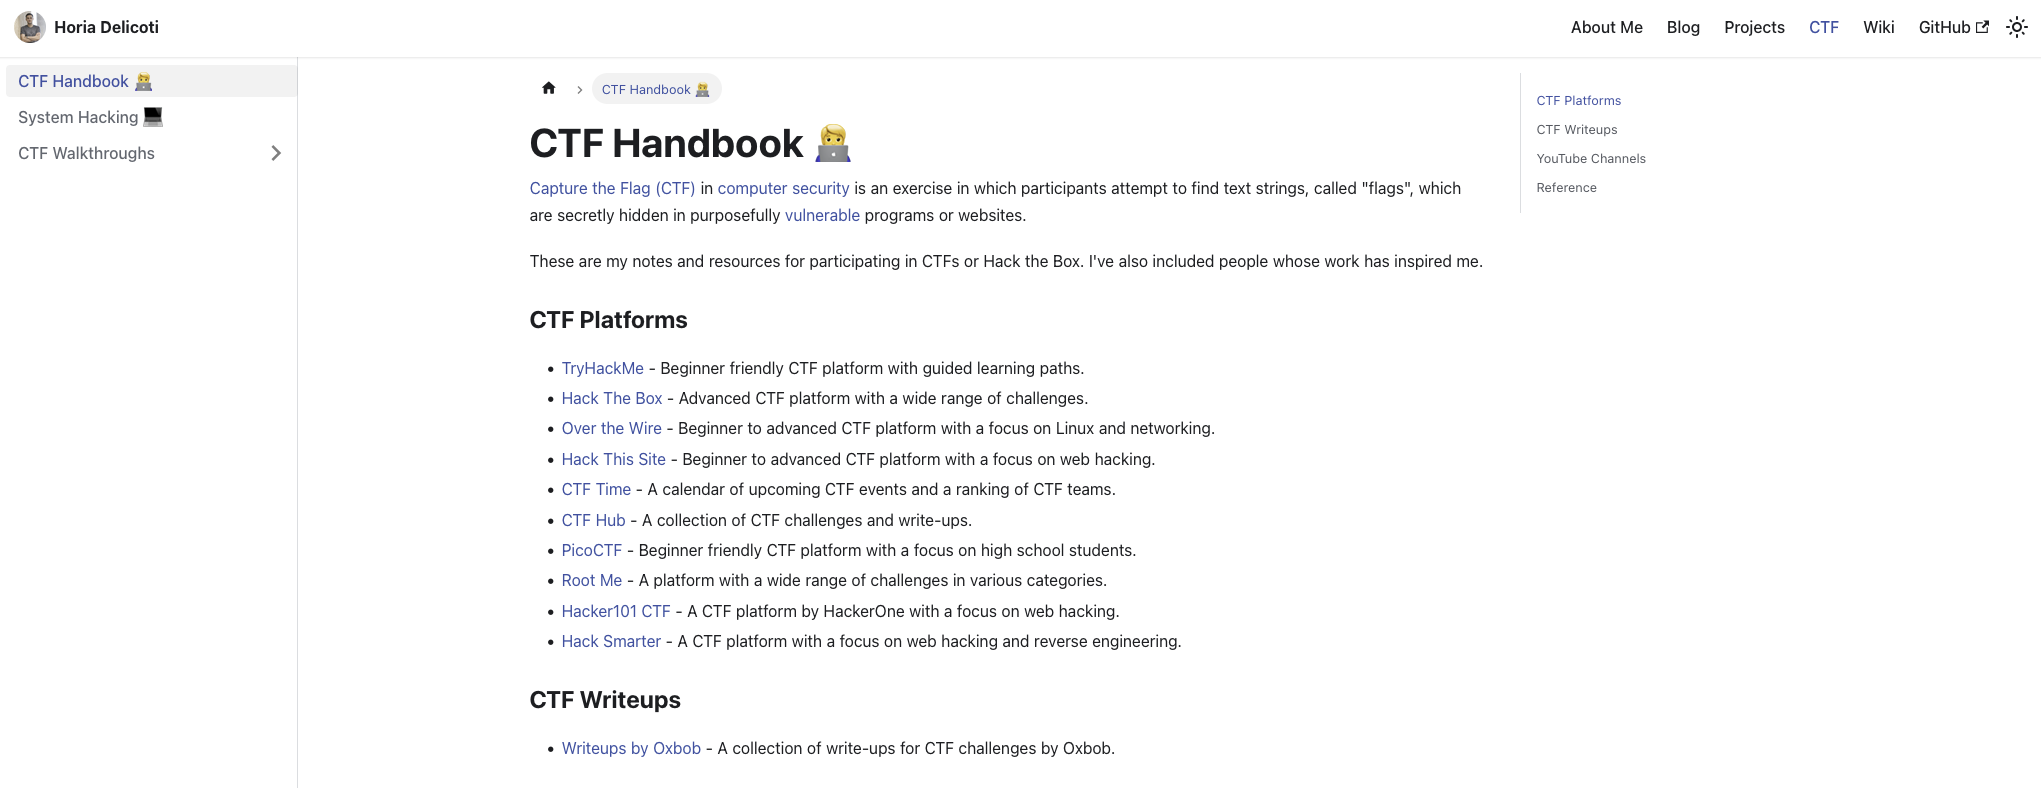 Horia Delicoti
About Me
Blog
Projects
CTF
Wiki
GitHub
CTF Handbook 🧑‍💻
System Hacking 💻
CTF Walkthroughs
CTF Handbook 🧑‍💻
CTF Handbook 🧑‍💻
Capture the Flag (CTF) in computer security is an exercise in which participants attempt to find text strings, called "flags", which
are secretly hidden in purposefully vulnerable programs or websites.
These are my notes and resources for participating in CTFs or Hack the Box. I've also included people whose work has inspired me.
CTF Platforms
• TryHackMe - Beginner friendly CTF platform with guided learning paths.
• Hack The Box - Advanced CTF platform with a wide range of challenges.
• Over the Wire - Beginner to advanced CTF platform with a focus on Linux and networking.
• Hack This Site - Beginner to advanced CTF platform with a focus on web hacking.
• CTF Time - A calendar of upcoming CTF events and a ranking of CTF teams.
• CTF Hub - A collection of CTF challenges and write-ups.
• PicoCTF - Beginner friendly CTF platform with a focus on high school students.
• Root Me - A platform with a wide range of challenges in various categories.
• Hacker101 CTF - A CTF platform by HackerOne with a focus on web hacking.
• Hack Smarter - A CTF platform with a focus on web hacking and reverse engineering.
CTF Writeups
• Writeups by Oxbob - A collection of write-ups for CTF challenges by Oxbob.
CTF Platforms
CTF Writeups
YouTube Channels
Reference